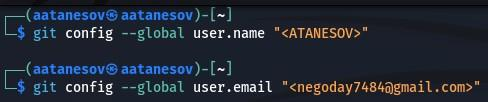 ┌──(aatanesov㉿aatanesov)-[~]
└─$ git config --global user.name "<ATANESOV>"
┌──(aatanesov㉿aatanesov)-[~]
└─$ git config --global user.email "<negoday7484@gmail.com>"